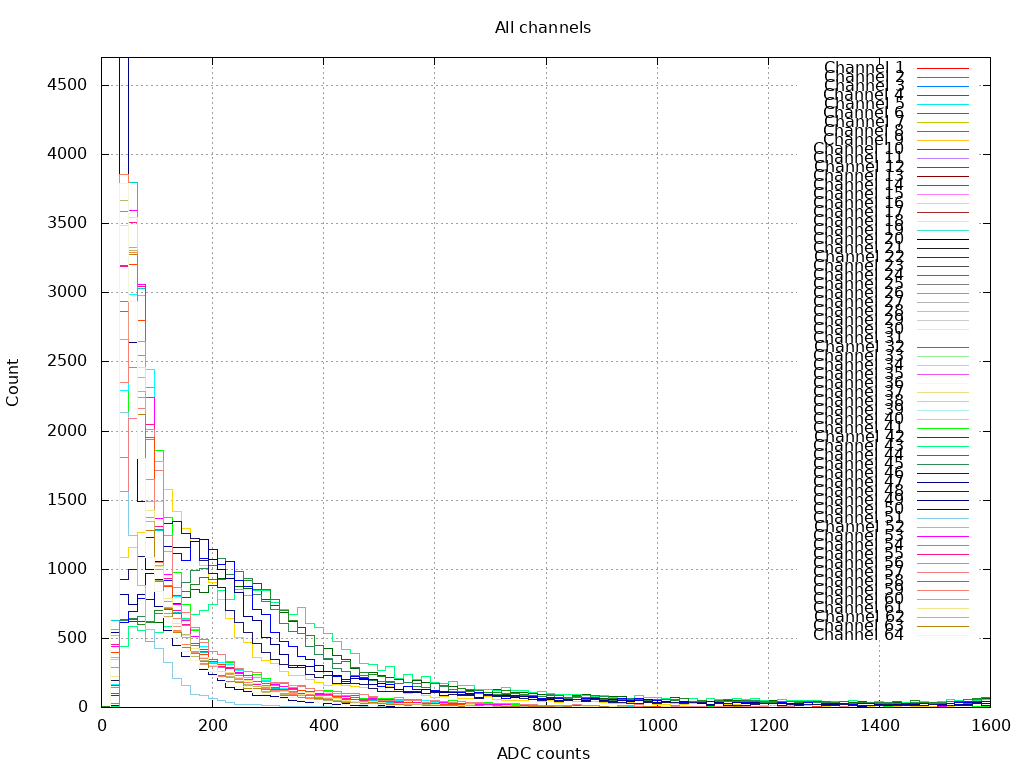 All channels
Count
4500
4000
3500
3000
2500
2000
1500
1000
500
0
0 200 400 600 800 1000 1200 1400 1600
ADC counts
Channel 1
Channel 2
Channel 3
Channel 4
Channel 5
Channel 6
Channel 7
Channel 8
Channel 9
Channel 10
Channel 11
Channel 12
Channel 13
Channel 14
Channel 15
Channel 16
Channel 17
Channel 18
Channel 19
Channel 20
Channel 21
Channel 22
Channel 23
Channel 24
Channel 25
Channel 26
Channel 27
Channel 28
Channel 29
Channel 30
Channel 31
Channel 32
Channel 33
Channel 34
Channel 35
Channel 36
Channel 37
Channel 38
Channel 39
Channel 40
Channel 41
Channel 42
Channel 43
Channel 44
Channel 45
Channel 46
Channel 47
Channel 48
Channel 49
Channel 50
Channel 51
Channel 52
Channel 53
Channel 54
Channel 55
Channel 56
Channel 57
Channel 58
Channel 59
Channel 60
Channel 61
Channel 62
Channel 63
Channel 64